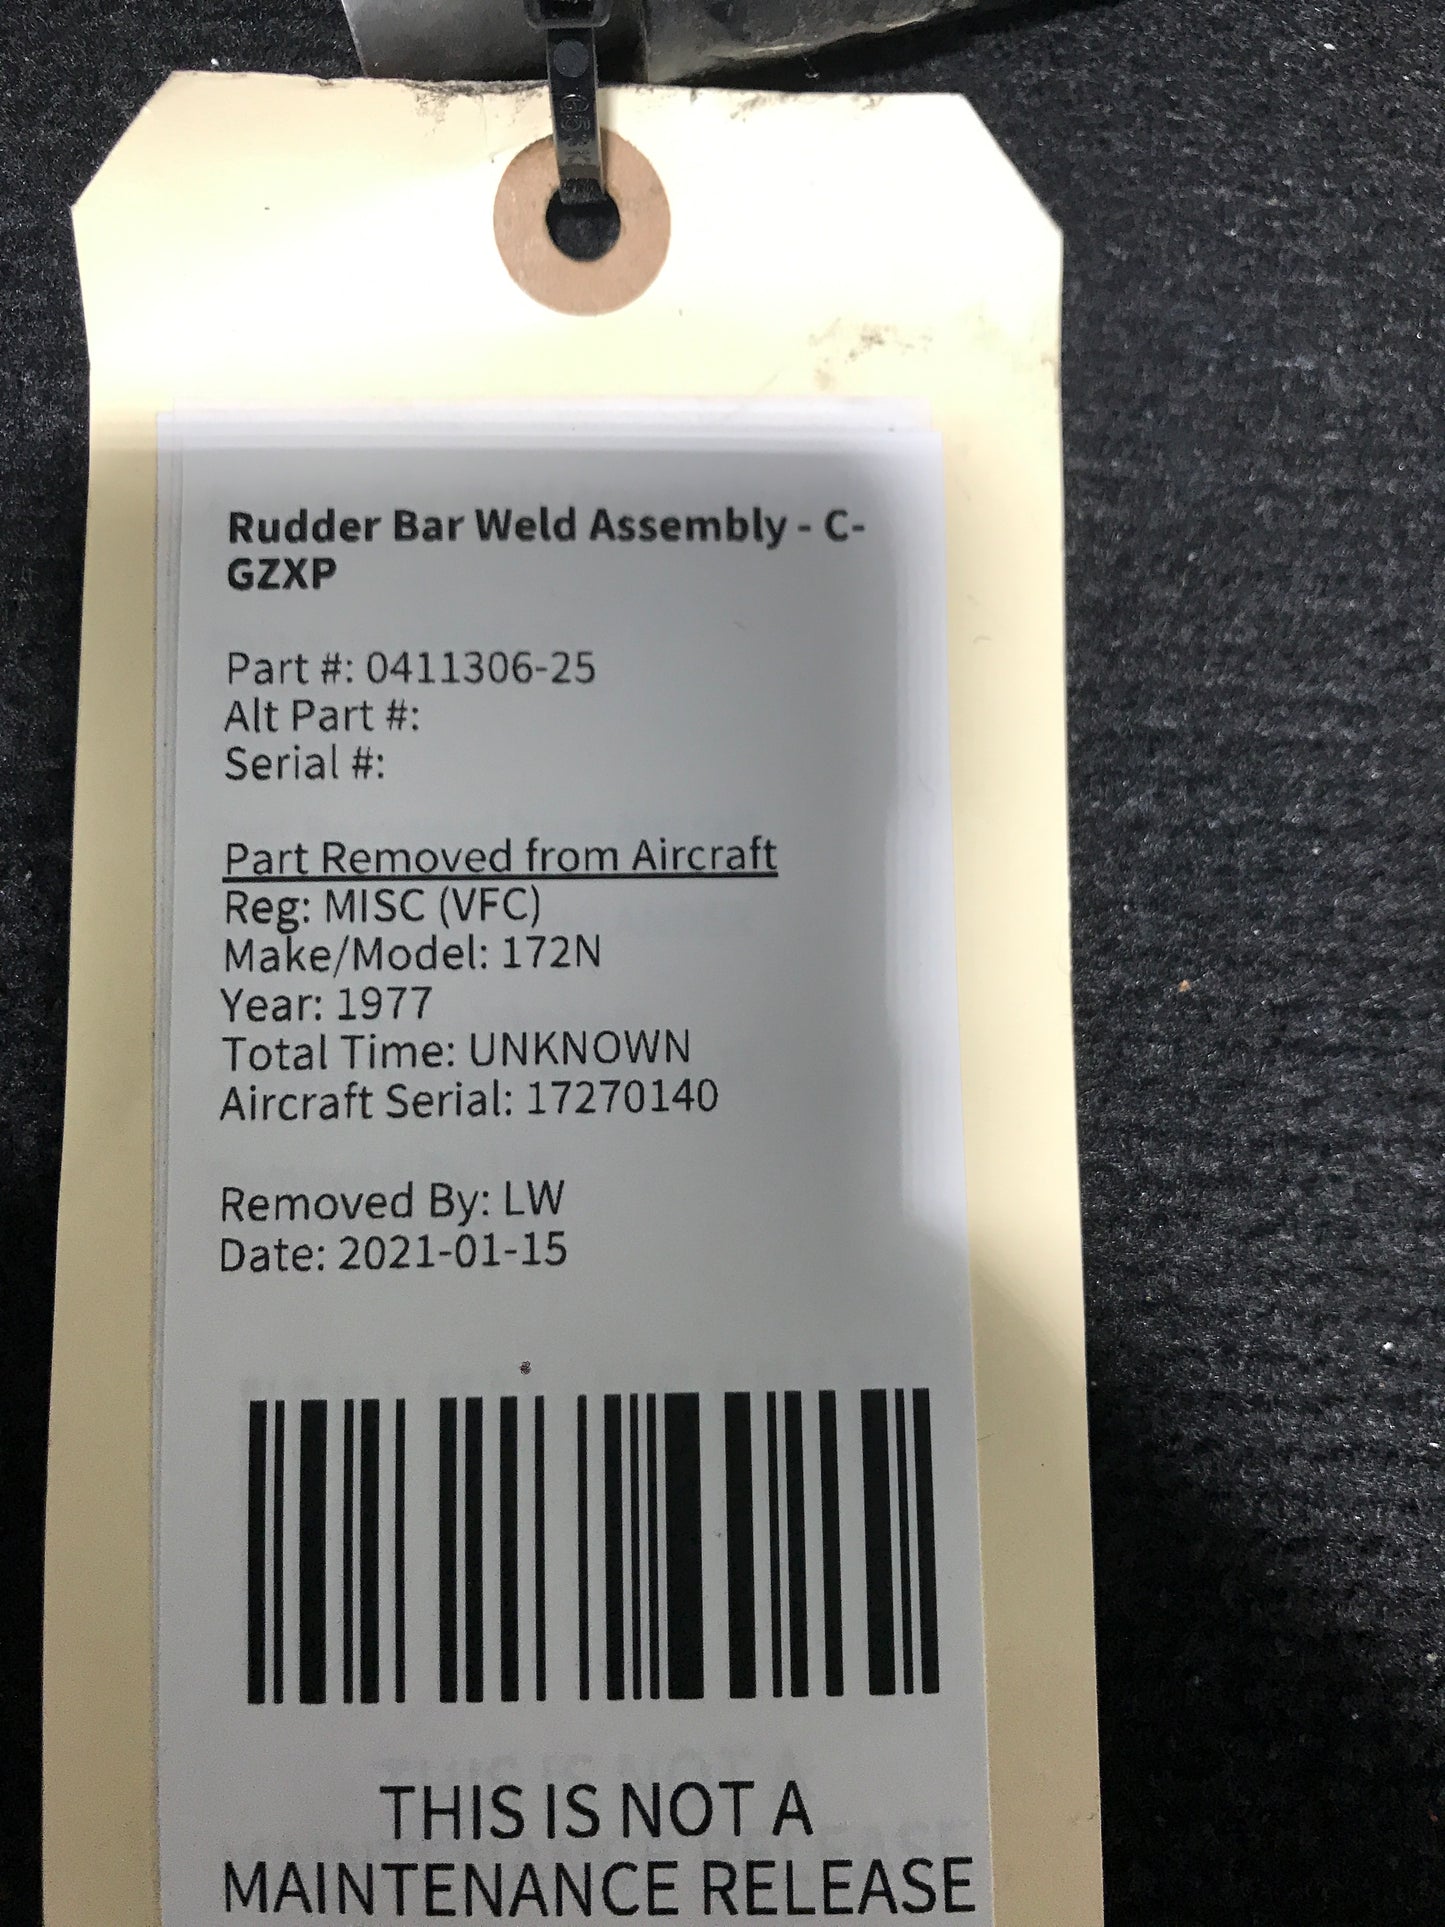 Rudder Bar Weld Assembly - C-
GZXP
Part #: 0411306-25
Alt Part #:
Serial #:
Part Removed from Aircraft
Reg: MISC (VFC)
Make/Model: 172N
Year: 1977
Total Time: UNKNOWN
Aircraft Serial: 17270140
Removed By: LW
Date: 2021-01-15
THIS IS NOT A
MAINTENANCE RELEASE